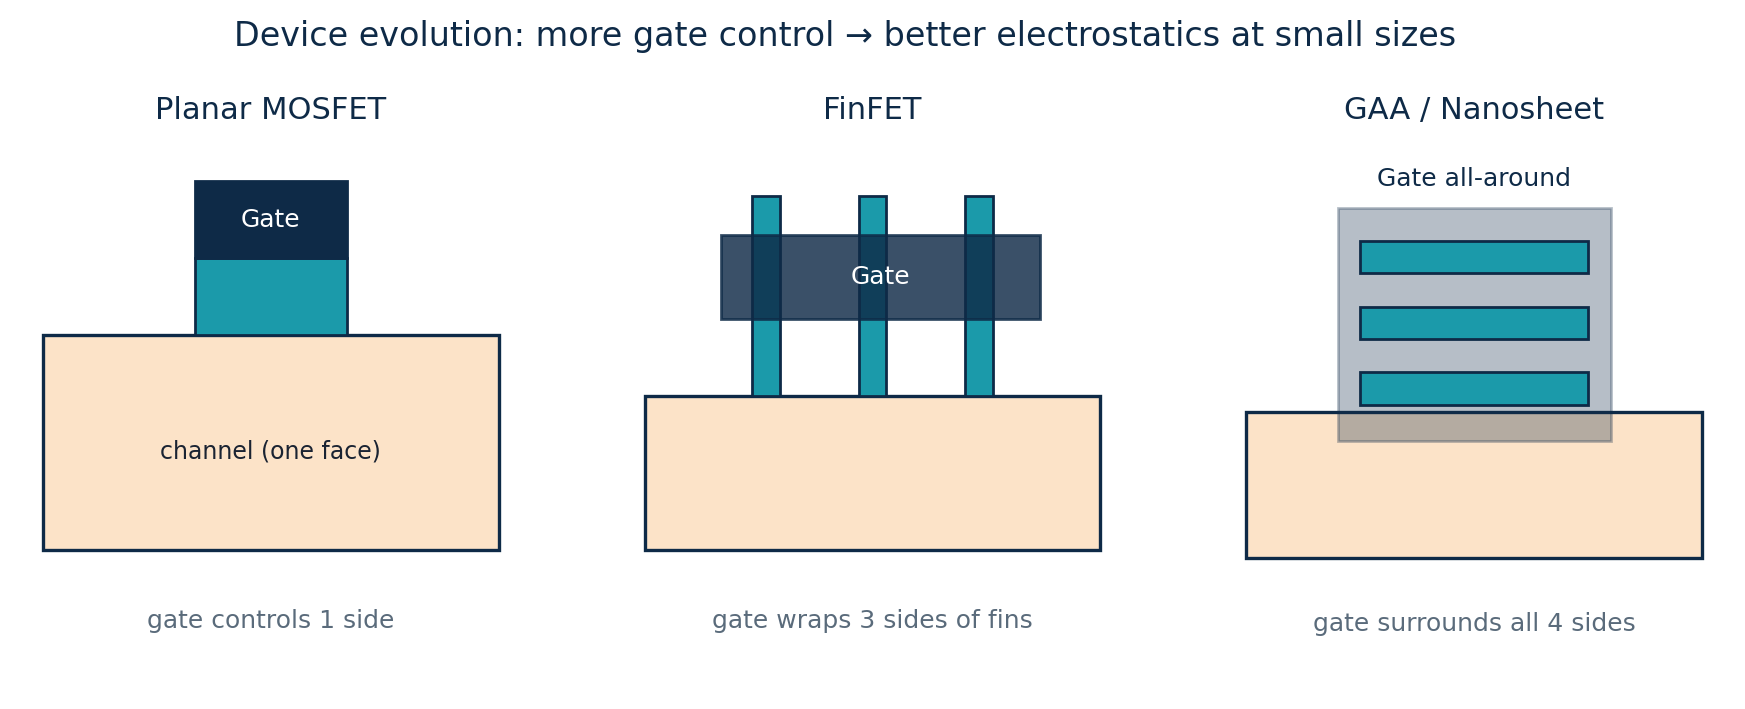 Device evolution: more gate control → better electrostatics at small sizes
Planar MOSFET
FinFET
GAA / Nanosheet
Gate all-around
Gate
Gate
channel (one face)
gate controls 1 side
gate wraps 3 sides of fins
gate surrounds all 4 sides